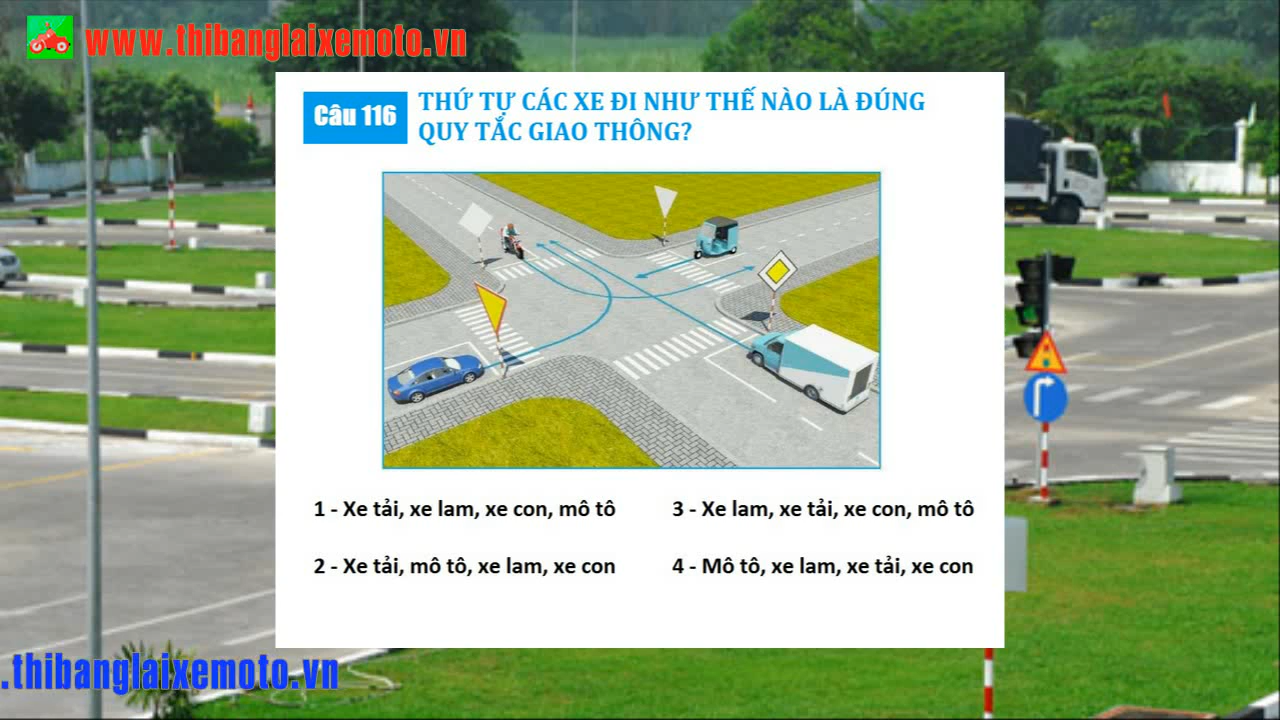 www.thibanglaixemoto.vn
Câu 116
THỨ TỰ CÁC XE ĐI NHƯ THẾ NÀO LÀ ĐÚNG
QUY TẮC GIAO THÔNG?
1 - Xe tải, xe lam, xe con, mô tô
3 - Xe lam, xe tải, xe con, mô tô
2 - Xe tải, mô tô, xe lam, xe con
4 - Mô tô, xe lam, xe tải, xe con
.thibanglaixemoto.vn